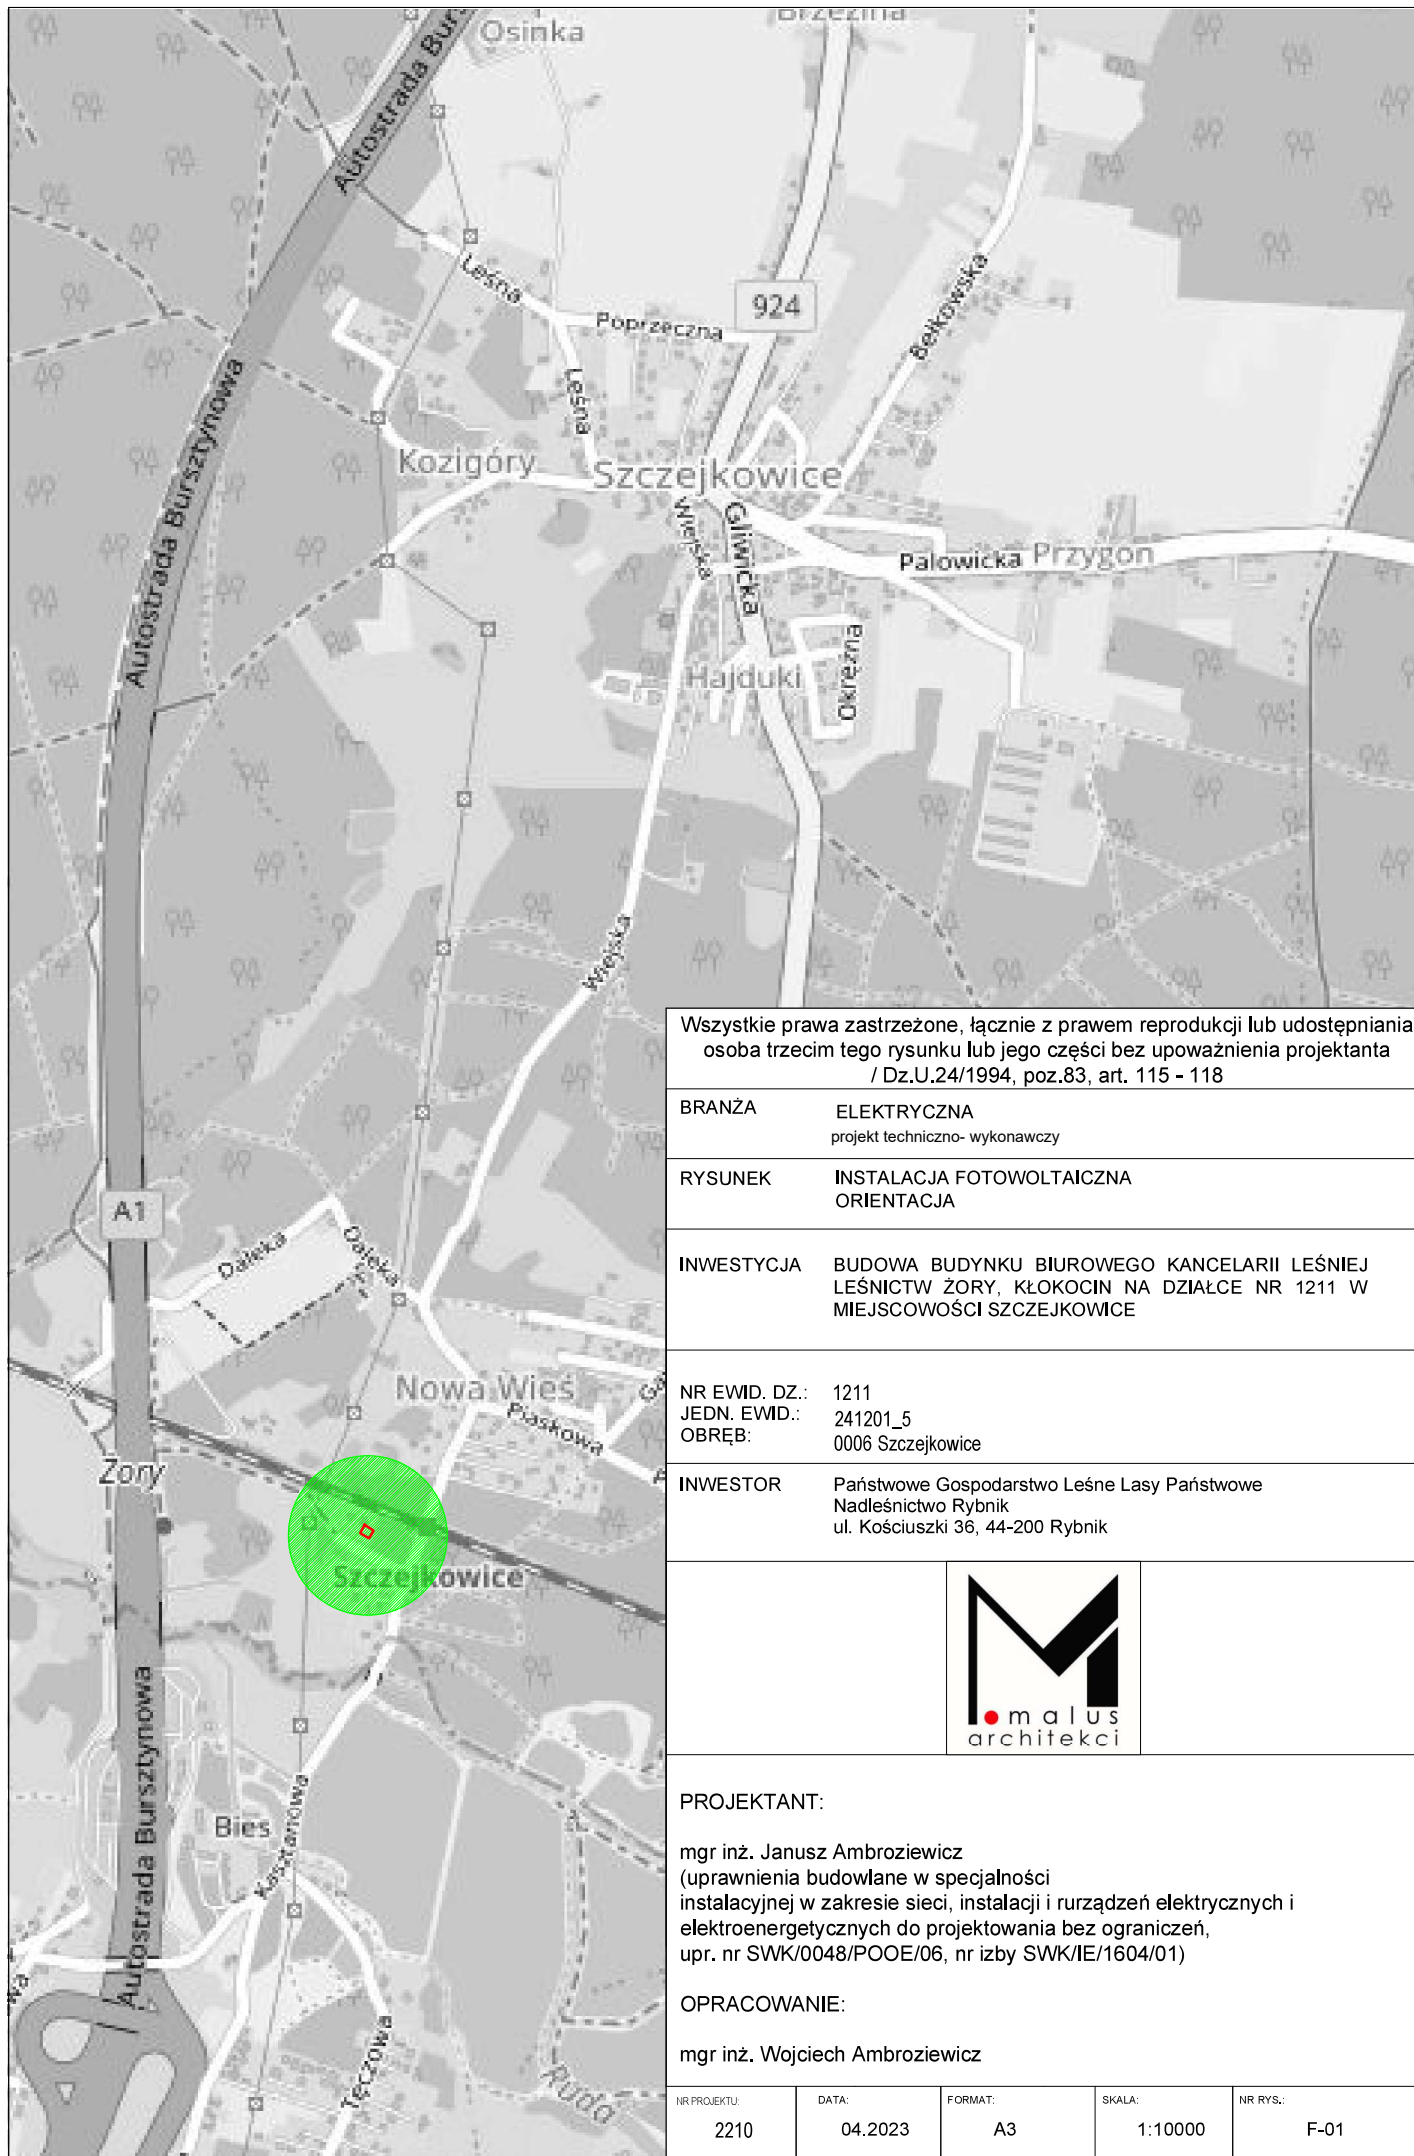 Osinka
Brzezina
Autostrada Bur
Leśna
Poprzeczna
924
Bełkowska
Leśna
Autostrada Bursztynowa
Kozigóry
Szczejkowice
Wiejska
Gliwicka
Palowicka
Przygon
Okrężna
Hajduki
Wiejska
A1
Daleka
Daleka
Nowa Wieś
Piaskowa
Żory
Szczejkowice
Autostrada Bursztynowa
Bies
Kasztanowa
Tęczowa
Ruda
Wszystkie prawa zastrzeżone, łącznie z prawem reprodukcji lub udostępniania
osoba trzecim tego rysunku lub jego części bez upoważnienia projektanta
/ Dz.U.24/1994, poz.83, art. 115 - 118
BRANŻA ELEKTRYCZNA
projekt techniczno- wykonawczy
RYSUNEK INSTALACJA FOTOWOLTAICZNA
ORIENTACJA
INWESTYCJA BUDOWA BUDYNKU BIUROWEGO KANCELARII LEŚNIEJ
LEŚNICTW ŻORY, KŁOKOCIN NA DZIAŁCE NR 1211 W
MIEJSCOWOŚCI SZCZEJKOWICE
NR EWID. DZ.: 1211
JEDN. EWID.: 241201_5
OBRĘB: 0006 Szczejkowice
INWESTOR Państwowe Gospodarstwo Leśne Lasy Państwowe
Nadleśnictwo Rybnik
ul. Kościuszki 36, 44-200 Rybnik
malus
architekci
PROJEKTANT:
mgr inż. Janusz Ambroziewicz
(uprawnienia budowlane w specjalności
instalacyjnej w zakresie sieci, instalacji i rurządzeń elektrycznych i
elektroenergetycznych do projektowania bez ograniczeń,
upr. nr SWK/0048/POOE/06, nr izby SWK/IE/1604/01)
OPRACOWANIE:
mgr inż. Wojciech Ambroziewicz
NR PROJEKTU: DATA: FORMAT: SKALA: NR RYS.:
2210 04.2023 A3 1:10000 F-01